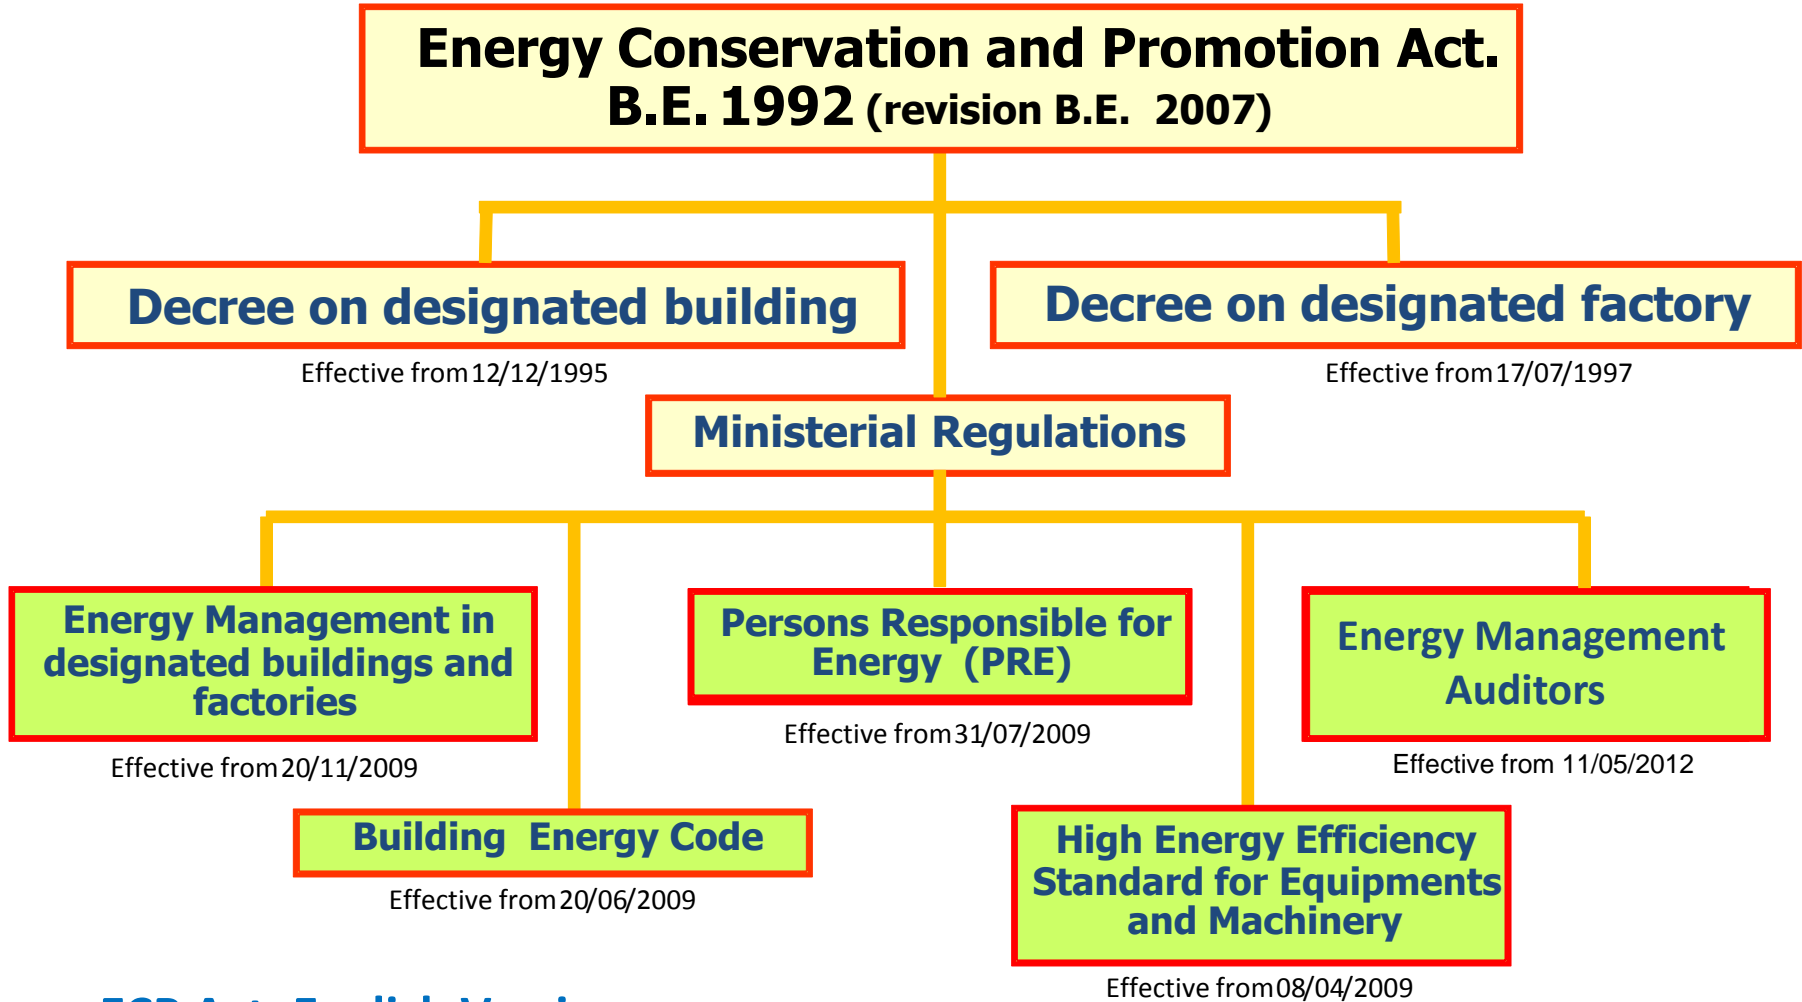 Energy Conservation and Promotion Act.
B.E. 1992 (revision B.E. 2007)
Decree on designated building
Effective from 12/12/1995
Decree on designated factory
Effective from 17/07/1997
Ministerial Regulations
Energy Management in
designated buildings and
factories
Effective from 20/11/2009
Building Energy Code
Effective from 20/06/2009
Persons Responsible for
Energy (PRE)
Effective from 31/07/2009
High Energy Efficiency
Standard for Equipments
and Machinery
Effective from 08/04/2009
Energy Management
Auditors
Effective from 11/05/2012